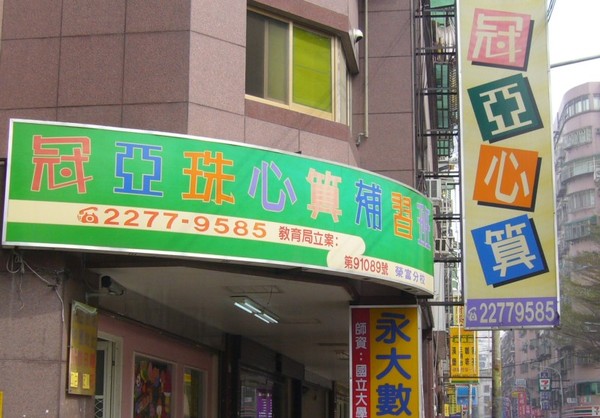 冠亞珠心算補習班
☎2277-9585 教育局立案:
第91089號 榮富分校
冠
亞
心
算
☎22779585
永大數
師資:國立大學